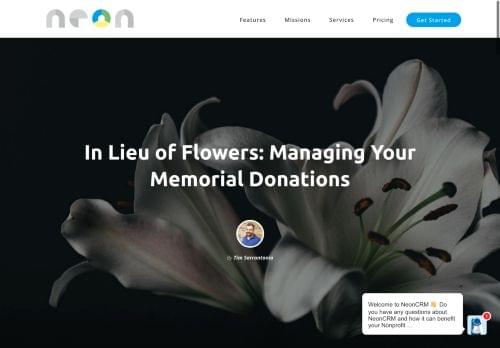 neon
Features Missions Services Pricing Get Started
In Lieu of Flowers: Managing Your
Memorial Donations
By Tim Sarrantonio
Welcome to NeonCRM 👋 Do
you have any questions about
NeonCRM and how it can benefit
your Nonprofit ...
1